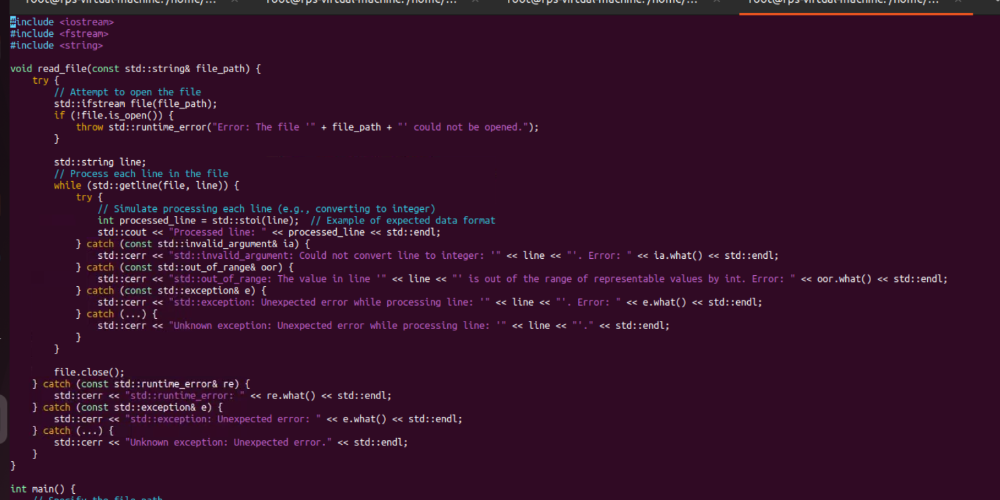 root@rps-virtual-machine: /home/...
root@rps-virtual-machine: /home/...
root@rps-virtual-machine: /home/...
root@rps-virtual-machine: /home/...
#include <iostream>
#include <fstream>
#include <string>

void read_file(const std::string& file_path) {
    try {
        // Attempt to open the file
        std::ifstream file(file_path);
        if (!file.is_open()) {
            throw std::runtime_error("Error: The file '" + file_path + "' could not be opened.");
        }

        std::string line;
        // Process each line in the file
        while (std::getline(file, line)) {
            try {
                // Simulate processing each line (e.g., converting to integer)
                int processed_line = std::stoi(line);  // Example of expected data format
                std::cout << "Processed line: " << processed_line << std::endl;
            } catch (const std::invalid_argument& ia) {
                std::cerr << "std::invalid_argument: Could not convert line to integer: '" << line << "'. Error: " << ia.what() << std::endl;
            } catch (const std::out_of_range& oor) {
                std::cerr << "std::out_of_range: The value in line '" << line << "' is out of the range of representable values by int. Error: " << oor.what() << std::endl;
            } catch (const std::exception& e) {
                std::cerr << "std::exception: Unexpected error while processing line: '" << line << "'. Error: " << e.what() << std::endl;
            } catch (...) {
                std::cerr << "Unknown exception: Unexpected error while processing line: '" << line << "'." << std::endl;
            }
        }

        file.close();
    } catch (const std::runtime_error& re) {
        std::cerr << "std::runtime_error: " << re.what() << std::endl;
    } catch (const std::exception& e) {
        std::cerr << "std::exception: Unexpected error: " << e.what() << std::endl;
    } catch (...) {
        std::cerr << "Unknown exception: Unexpected error." << std::endl;
    }
}

int main() {
    // Specify the file path